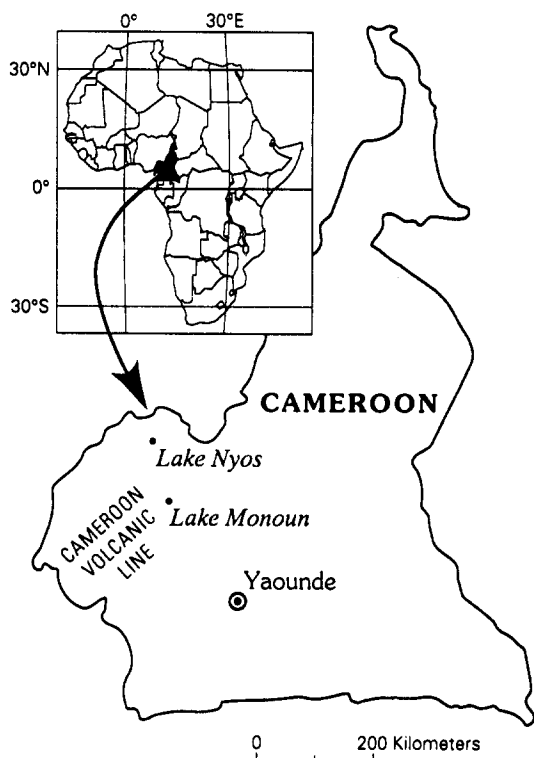 0° 30°E
30°N
0°
30°S
CAMEROON
Lake Nyos
Lake Monoun
CAMEROON
VOLCANIC
LINE
Yaounde
0 200 Kilometers